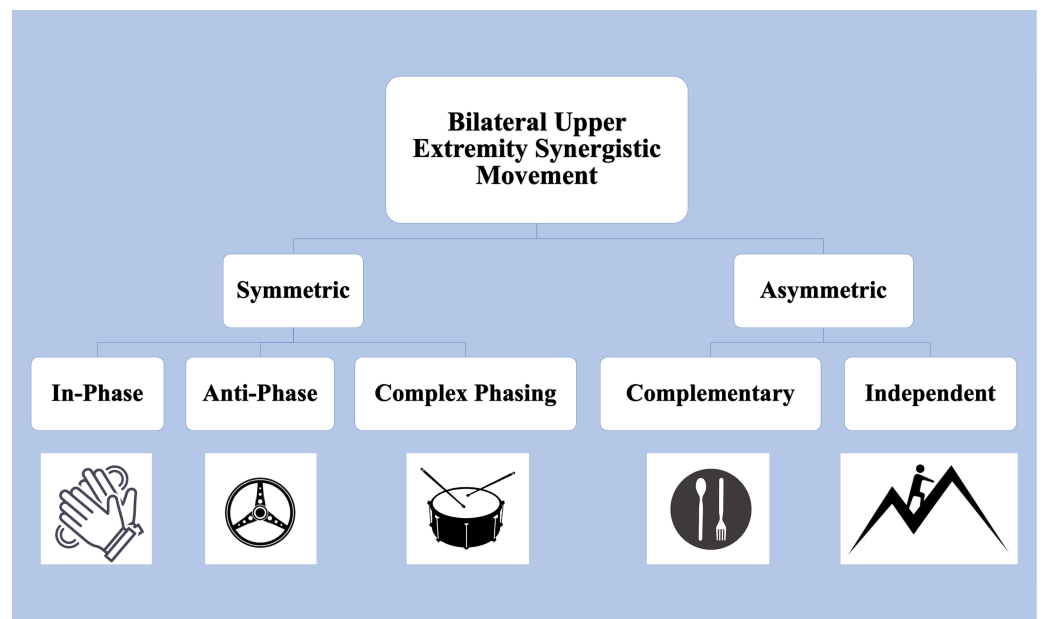 Bilateral Upper
Extremity Synergistic
Movement
Symmetric
Asymmetric
In-Phase
Anti-Phase
Complex Phasing
Complementary
Independent